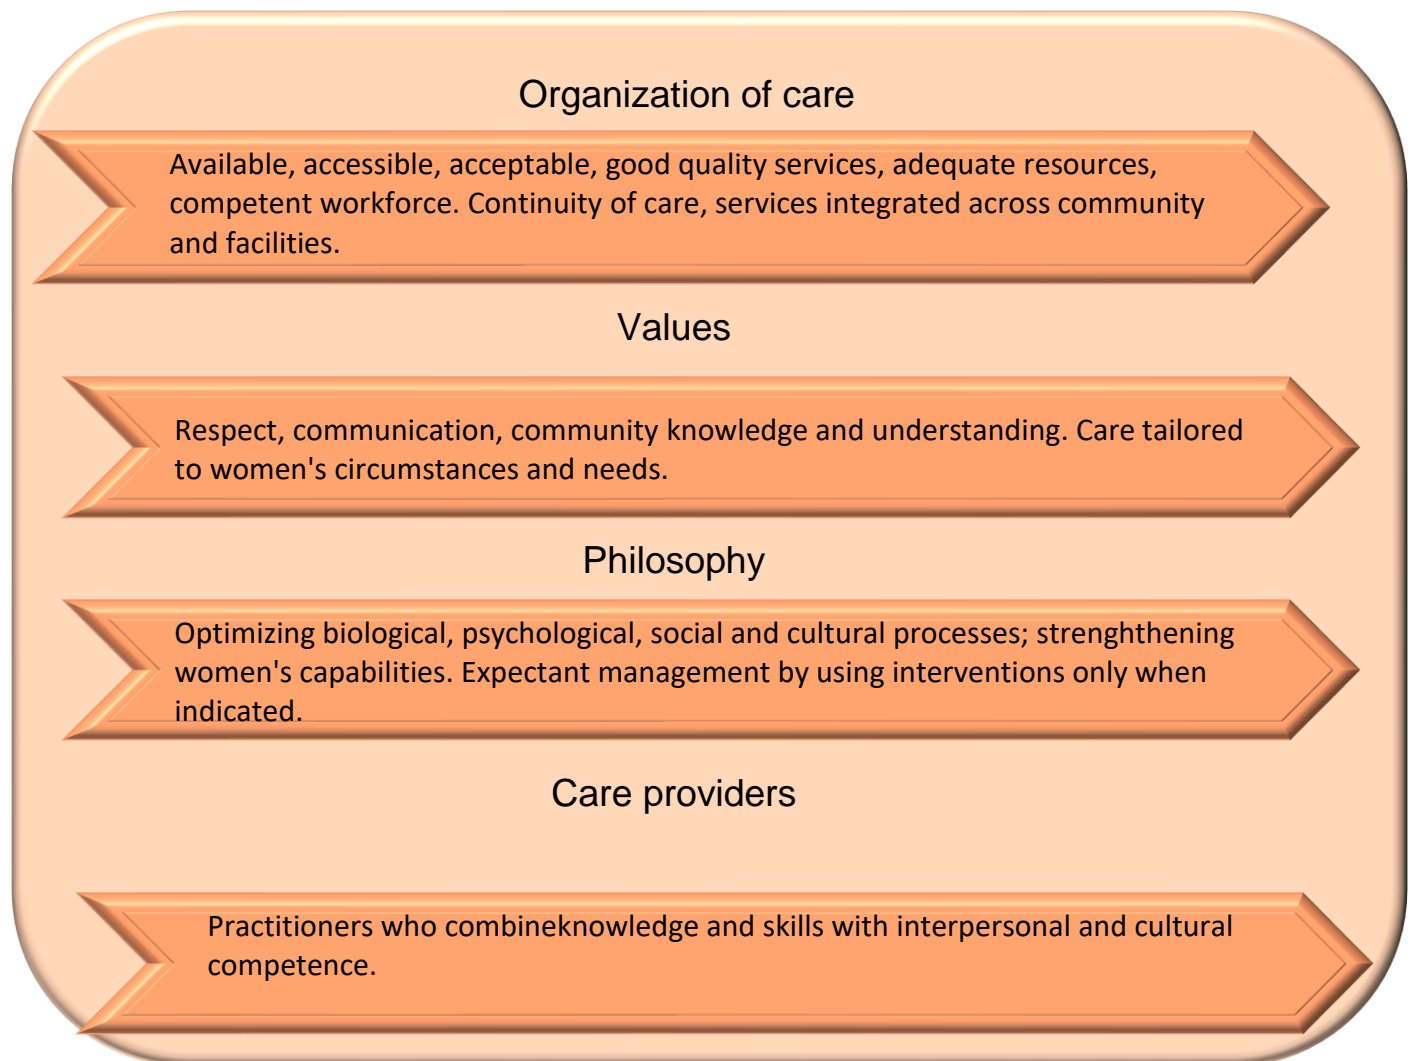 Organization of care
Available, accessible, acceptable, good quality services, adequate resources,
competent workforce. Continuity of care, services integrated across community
and facilities.
Values
Respect, communication, community knowledge and understanding. Care tailored
to women's circumstances and needs.
Philosophy
Optimizing biological, psychological, social and cultural processes; strenghthening
women's capabilities. Expectant management by using interventions only when
indicated.
Care providers
Practitioners who combineknowledge and skills with interpersonal and cultural
competence.